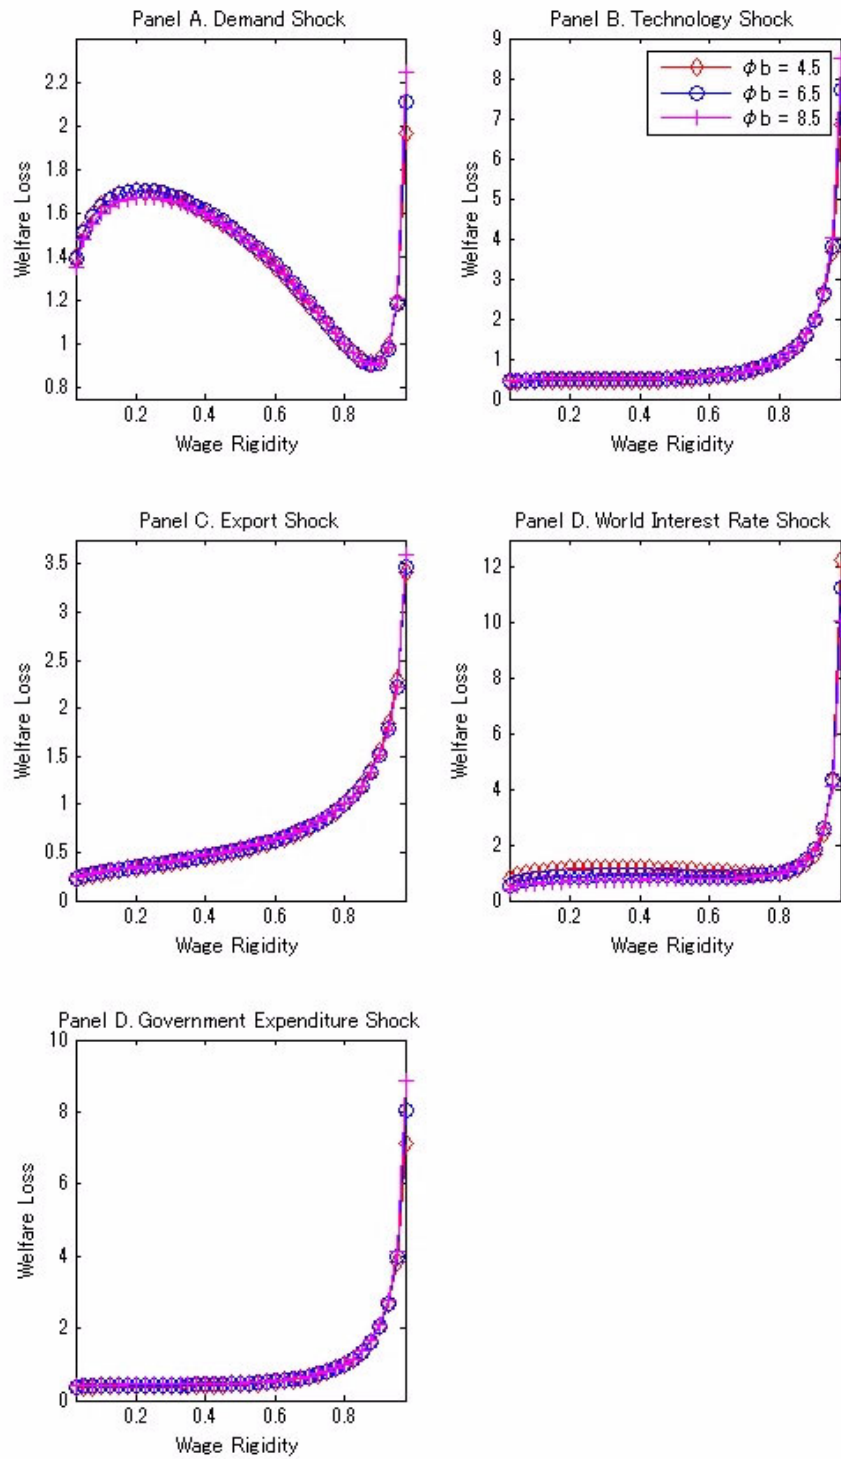 Panel A. Demand Shock
2.2
2
1.8
1.6
1.4
1.2
1
0.8
Welfare Loss
0.2 0.4 0.6 0.8
Wage Rigidity
Panel B. Technology Shock
9
8
7
6
5
4
3
2
1
0
Welfare Loss
ϕb = 4.5
ϕb = 6.5
ϕb = 8.5
0.2 0.4 0.6 0.8
Wage Rigidity
Panel C. Export Shock
3.5
3
2.5
2
1.5
1
0.5
0
Welfare Loss
0.2 0.4 0.6 0.8
Wage Rigidity
Panel D. World Interest Rate Shock
12
10
8
6
4
2
0
Welfare Loss
0.2 0.4 0.6 0.8
Wage Rigidity
Panel D. Government Expenditure Shock
10
8
6
4
2
0
Welfare Loss
0.2 0.4 0.6 0.8
Wage Rigidity